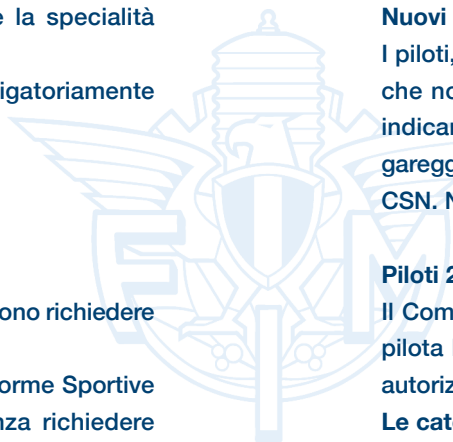 e la specialità
igatoriamente
ono richiedere
orme Sportive
nza richiedere
Nuovi
I piloti,
che no
indicar
garegg
CSN. N
Piloti 2
Il Com
pilota
autoriz
Le cate
F M